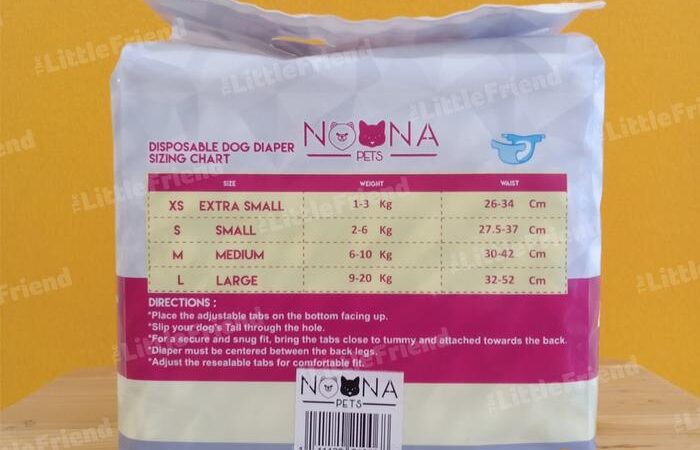 DISPOSABLE DOG DIAPER
SIZING CHART
NOONA
PETS
SIZE WEIGHT WAIST
XS EXTRA SMALL 1-3 Kg 26-34 Cm
S SMALL 2-6 Kg 27.5-37 Cm
M MEDIUM 6-10 Kg 30-42 Cm
L LARGE 9-20 Kg 32-52 Cm
DIRECTIONS :
*Place the adjustable tabs on the bottom facing up.
*Slip your dog's Tail through the hole.
*For a secure and snug fit, bring the tabs close to tummy and attached towards the back.
*Diaper must be centered between the back legs.
*Adjust the resealable tabs for comfortable fit.
NOONA
PETS
THE LittleFriend